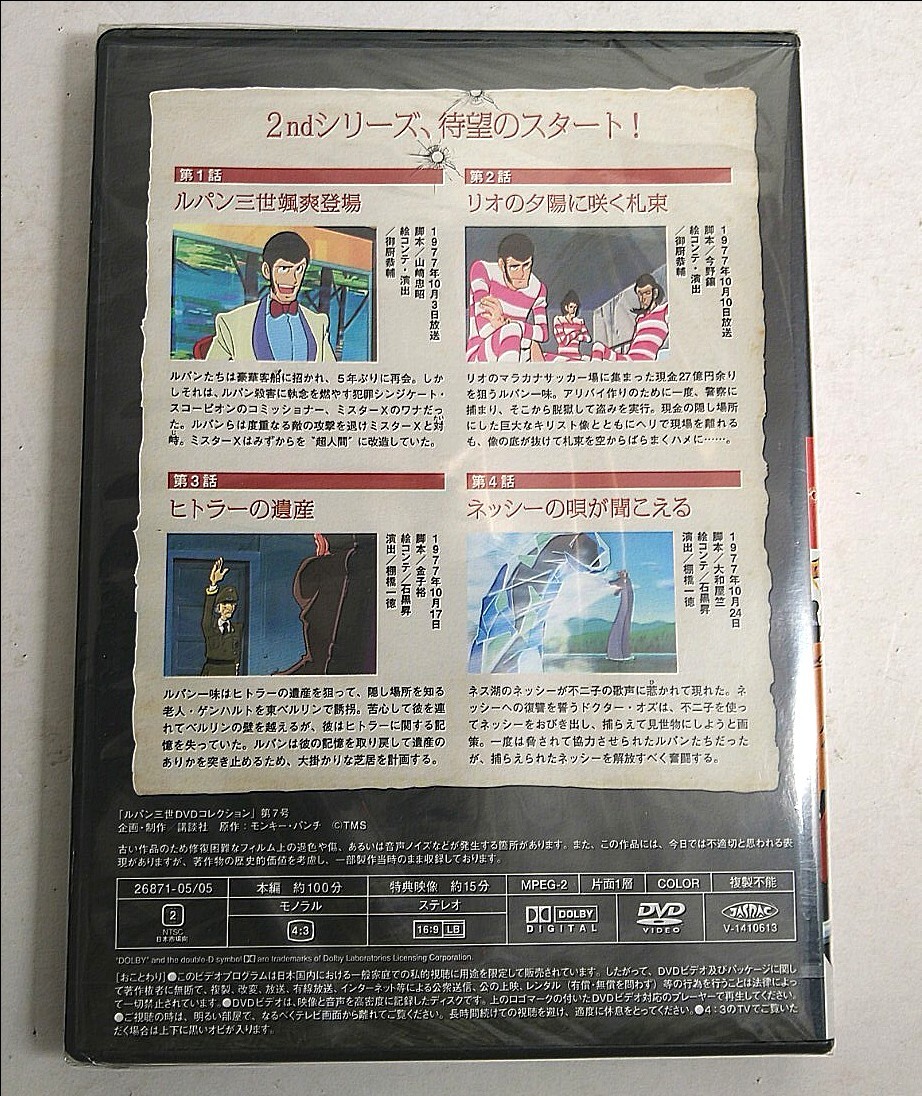 2ndシリーズ、待望のスタート！
第1話
ルパン三世颯爽登場
1977年10月3日放送
脚本／山崎忠昭
絵コンテ・演出
／御厨恭輔
ルパンたちは豪華客船に招かれ、5年ぶりに再会。しか
しそれは、ルパン殺害に執念を燃やす犯罪シンジケート・
スコーピオンのコミッショナー、ミスターXのワナだっ
た。ルパンらは度重なる敵の攻撃を退けミスターXと対
峙。ミスターXはみずからを〝超人間〟に改造していた。
第2話
リオの夕陽に咲く札束
1977年10月10日放送
脚本／今野譲
絵コンテ・演出
／御厨恭輔
リオのマラカナサッカー場に集まった現金27億円余り
を狙うルパン一味。アリバイ作りのために一度、警察に
捕まり、そこから脱獄して盗みを実行。現金の隠し場所
にした巨大なキリスト像とともにヘリで現場を離れる
も、像の底が抜けて札束を空からばらまくハメに……。
第3話
ヒトラーの遺産
1977年10月17日
脚本／金子裕
絵コンテ／石黒昇
演出／棚橋一徳
ルパン一味はヒトラーの遺産を狙って、隠し場所を知る
老人・ゲンハルトを東ベルリンで誘拐。苦心して彼を連
れてベルリンの壁を越えるが、彼はヒトラーに関する記
憶を失っていた。ルパンは彼の記憶を取り戻して遺産の
ありかを突き止めるため、大掛かりな芝居を計画する。
第4話
ネッシーの唄が聞こえる
1977年10月24日
脚本／大和屋竺
絵コンテ／石黒昇
演出／棚橋一徳
ネス湖のネッシーが不二子の歌声に惹かれて現れた。ネ
ッシーへの復讐を誓うドクター・オズは、不二子を使っ
てネッシーをおびき出し、捕らえて見世物にしようと画
策。一度は脅されて協力させられたルパンたちだった
が、捕らえられたネッシーを解放すべく奮闘する。
「ルパン三世DVDコレクション」第7号
企画・制作 講談社 原作：モンキー・パンチ ©TMS
古い作品のため修復困難なフィルム上の退色や傷、あるいは音声ノイズなどが発生する箇所があります。また、この作品には、今日では不適切と思われる表
現がありますが、著作物の歴史的価値を考慮し、一部製作当時のまま収録しております。
26871-05/05 本編 約100分 特典映像 約15分 MPEG-2 片面1層 COLOR 複製不能
2
NTSC
日本市場向
モノラル
4:3
ステレオ
16:9 LB
DOLBY
DIGITAL
DVD
VIDEO
JASRAC
V-1410613
"DOLBY" and the double-D symbol are trademarks of Dolby Laboratories Licensing Corporation.
［おことわり］●このビデオプログラムは日本国内における一般家庭での私的視聴に用途を限定して販売されています。したがって、DVDビデオ及びパッケージに関し
て著作権者に無断で、複製、改変、放送、有線放送、インターネット等による公衆送信、公の上映、レンタル（有償・無償を問わず）等の行為を行うことは法律によっ
て一切禁止されています。●DVDビデオは、映像と音声を高密度に記録したディスクです。上のロゴマークの付いたDVDビデオ対応のプレーヤーで再生してください。
●ご視聴の時は、明るい部屋で、なるべくテレビ画面から離れてご覧ください。長時間続けての視聴を避け、適度に休息をとってください。●4：3のTVでご覧いた
だく場合は上下に黒いオビが入ります。